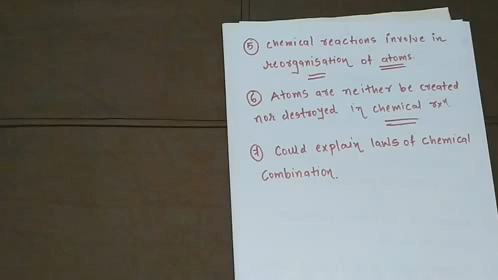 ⑤ chemical reactions involve in
reorganisation of atoms.
⑥ Atoms are neither be created
nor destroyed in chemical rxn
⑦ Could explain laws of chemical
Combination.